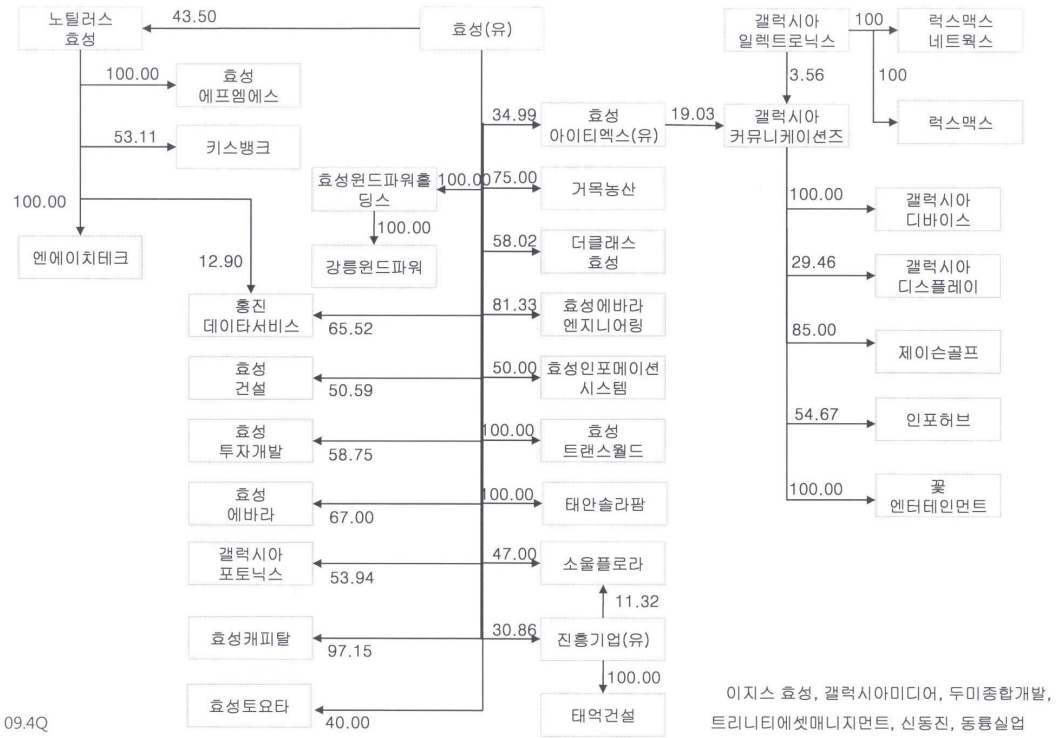 노틸러스
효성
43.50
효성(유)
갤럭시아
일렉트로닉스
100
럭스맥스
네트웍스
100.00
효성
에프엠에스
3.56
100
34.99
효성
아이티엑스(유)
19.03
갤럭시아
커뮤니케이션즈
럭스맥스
53.11
키스뱅크
효성윈드파워홀
딩스
100.00
75.00
거목농산
100.00
갤럭시아
디바이스
100.00
100.00
엔에이치테크
강릉윈드파워
58.02
더클래스
효성
12.90
29.46
갤럭시아
디스플레이
홍진
데이타서비스
65.52
81.33
효성에바라
엔지니어링
85.00
제이슨골프
효성
건설
50.59
50.00
효성인포메이션
시스템
54.67
인포허브
효성
투자개발
58.75
100.00
효성
트랜스월드
100.00
꽃
엔터테인먼트
효성
에바라
67.00
100.00
태안솔라팜
갤럭시아
포토닉스
53.94
47.00
소울플로라
11.32
효성캐피탈
97.15
30.86
진흥기업(유)
100.00
효성토요타
40.00
태억건설
이지스 효성, 갤럭시아미디어, 두미종합개발,
트리니티에셋매니지먼트, 신동진, 동륭실업
09.4Q